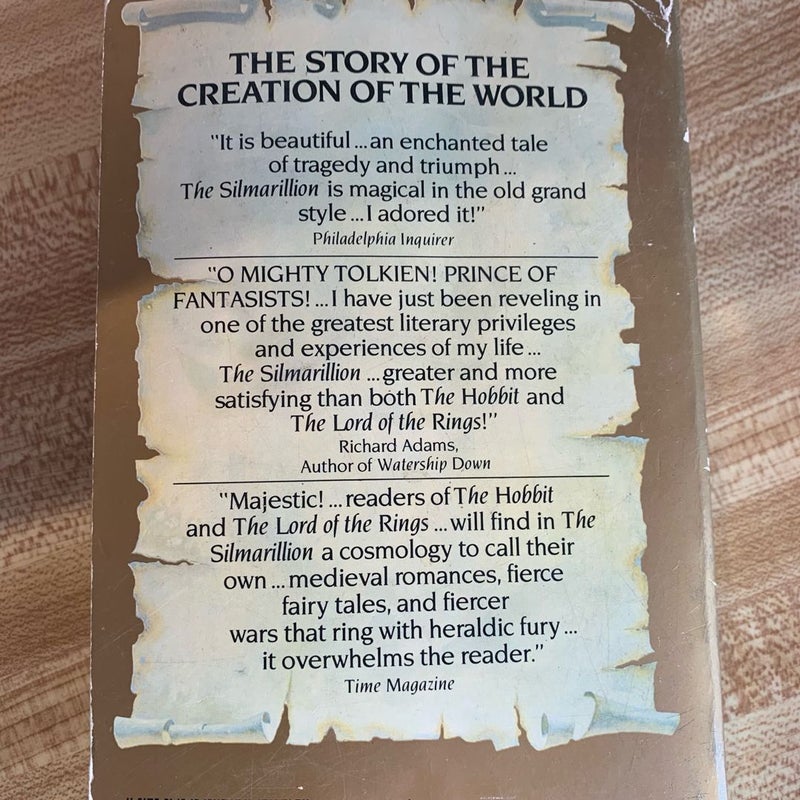 THE STORY OF THE
CREATION OF THE WORLD
"It is beautiful...an enchanted tale
of tragedy and triumph...
The Silmarillion is magical in the old grand
style...I adored it!"
Philadelphia Inquirer
"O MIGHTY TOLKIEN! PRINCE OF
FANTASISTS!...I have just been reveling in
one of the greatest literary privileges
and experiences of my life...
The Silmarillion...greater and more
satisfying than both The Hobbit and
The Lord of the Rings!"
Richard Adams,
Author of Watership Down
"Majestic!...readers of The Hobbit
and The Lord of the Rings...will find in The
Silmarillion a cosmology to call their
own...medieval romances, fierce
fairy tales, and fiercer
wars that ring with heraldic fury...
it overwhelms the reader."
Time Magazine